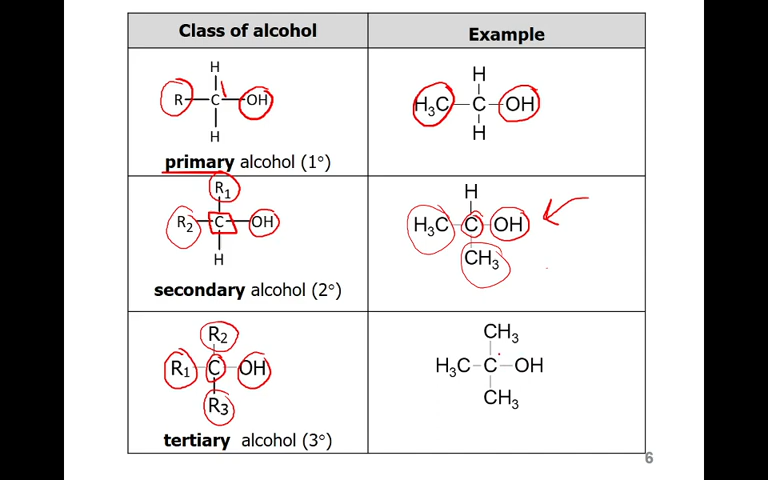 Class of alcohol
Example
H
R C OH
H
primary alcohol (1°)
H
H₃C C OH
H
R₁
R₂ C OH
H
secondary alcohol (2°)
H
H₃C C OH
CH₃
R₂
R₁ C OH
R₃
tertiary alcohol (3°)
CH₃
H₃C C OH
CH₃
6